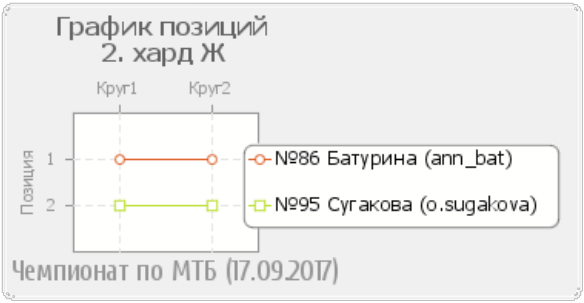 График позиций
2. хард Ж
Круг1 Круг2
Позиция
1
2
№86 Батурина (ann_bat)
№95 Сугакова (o.sugakova)
Чемпионат по МТБ (17.09.2017)